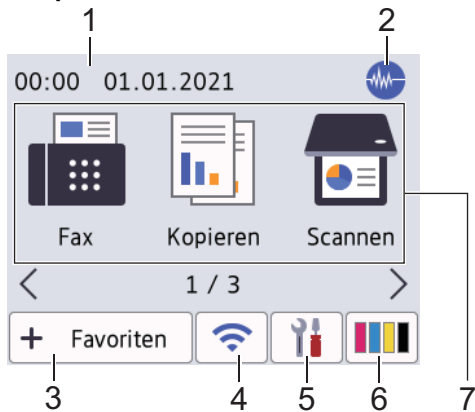 1 2
00:00 01.01.2021
Fax Kopieren Scannen
1 / 3
+ Favoriten
3 4 5 6 7